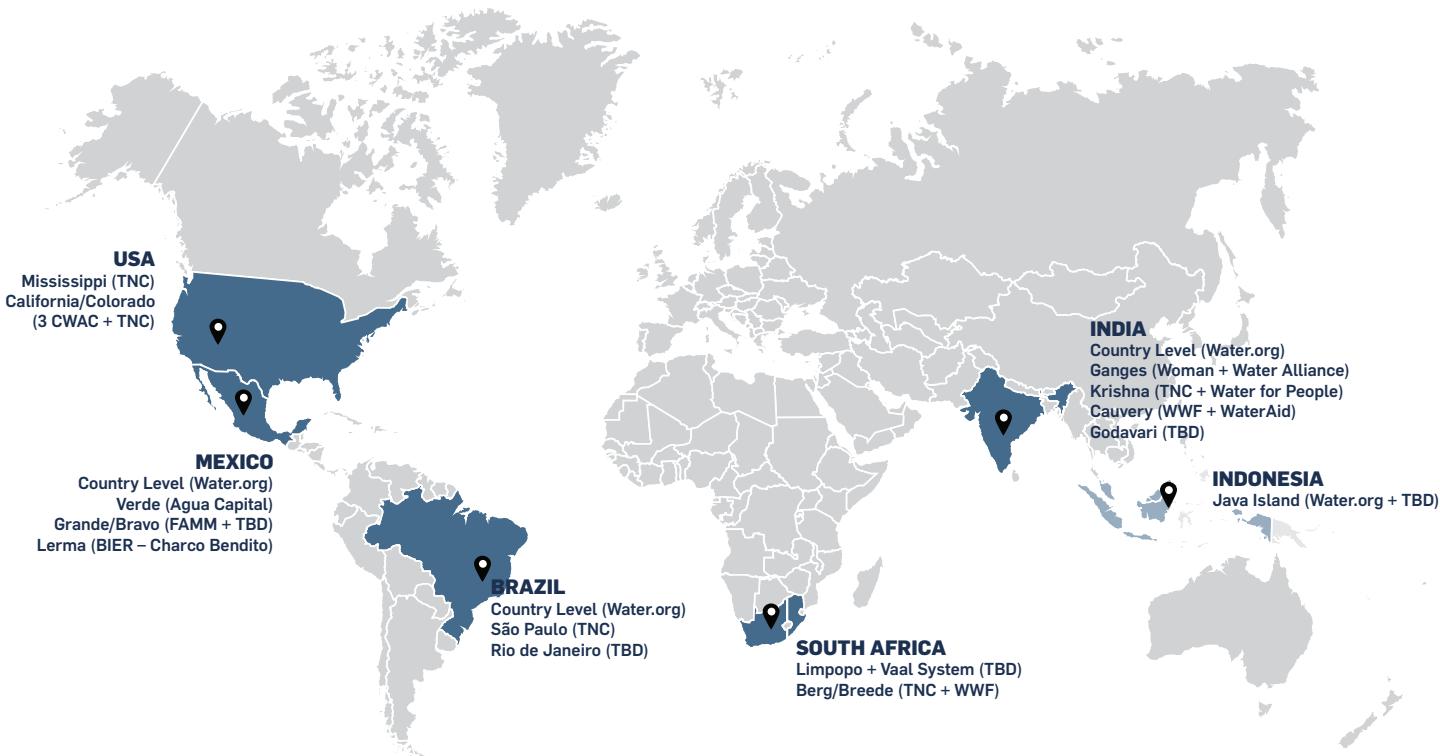 USA
Mississippi (TNC)
California/Colorado
(3 CWAC + TNC)
MEXICO
Country Level (Water.org)
Verde (Agua Capital)
Grande/Bravo (FAMM + TBD)
Lerma (BIER – Charco Bendito)
BRAZIL
Country Level (Water.org)
São Paulo (TNC)
Rio de Janeiro (TBD)
SOUTH AFRICA
Limpopo + Vaal System (TBD)
Berg/Breede (TNC + WWF)
INDIA
Country Level (Water.org)
Ganges (Woman + Water Alliance)
Krishna (TNC + Water for People)
Cauvery (WWF + WaterAid)
Godavari (TBD)
INDONESIA
Java Island (Water.org + TBD)